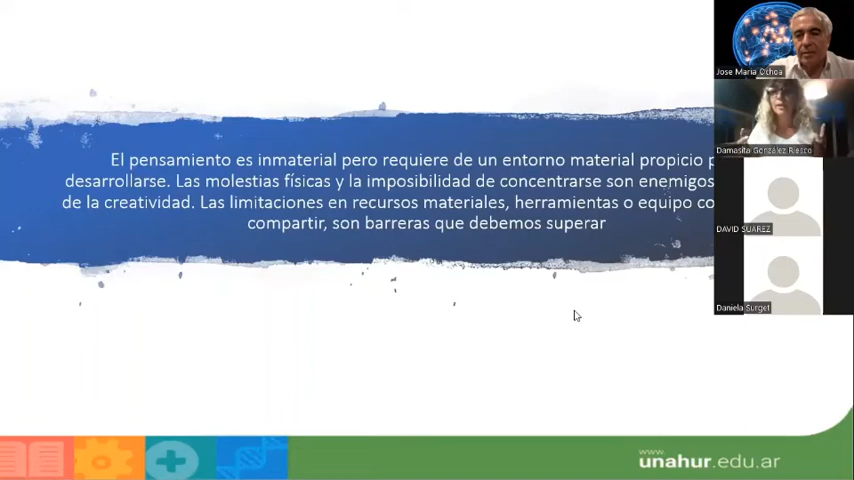 El pensamiento es inmaterial pero requiere de un entorno material propicio
desarrollarse. Las molestias físicas y la imposibilidad de concentrarse son enemigos
de la creatividad. Las limitaciones en recursos materiales, herramientas o equipo
compartir, son barreras que debemos superar
Jose Maria Ochoa
Damasita González Riesco
DAVID SUAREZ
Daniela Surget
www.
unahur.edu.ar